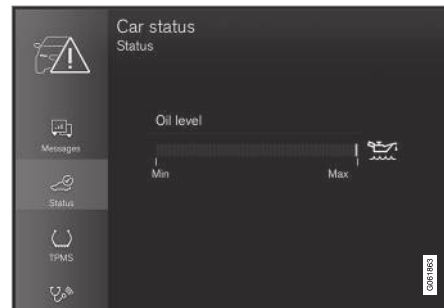 Car status
Status
Messages
Status
TPMS
Oil level
Min Max
G061863